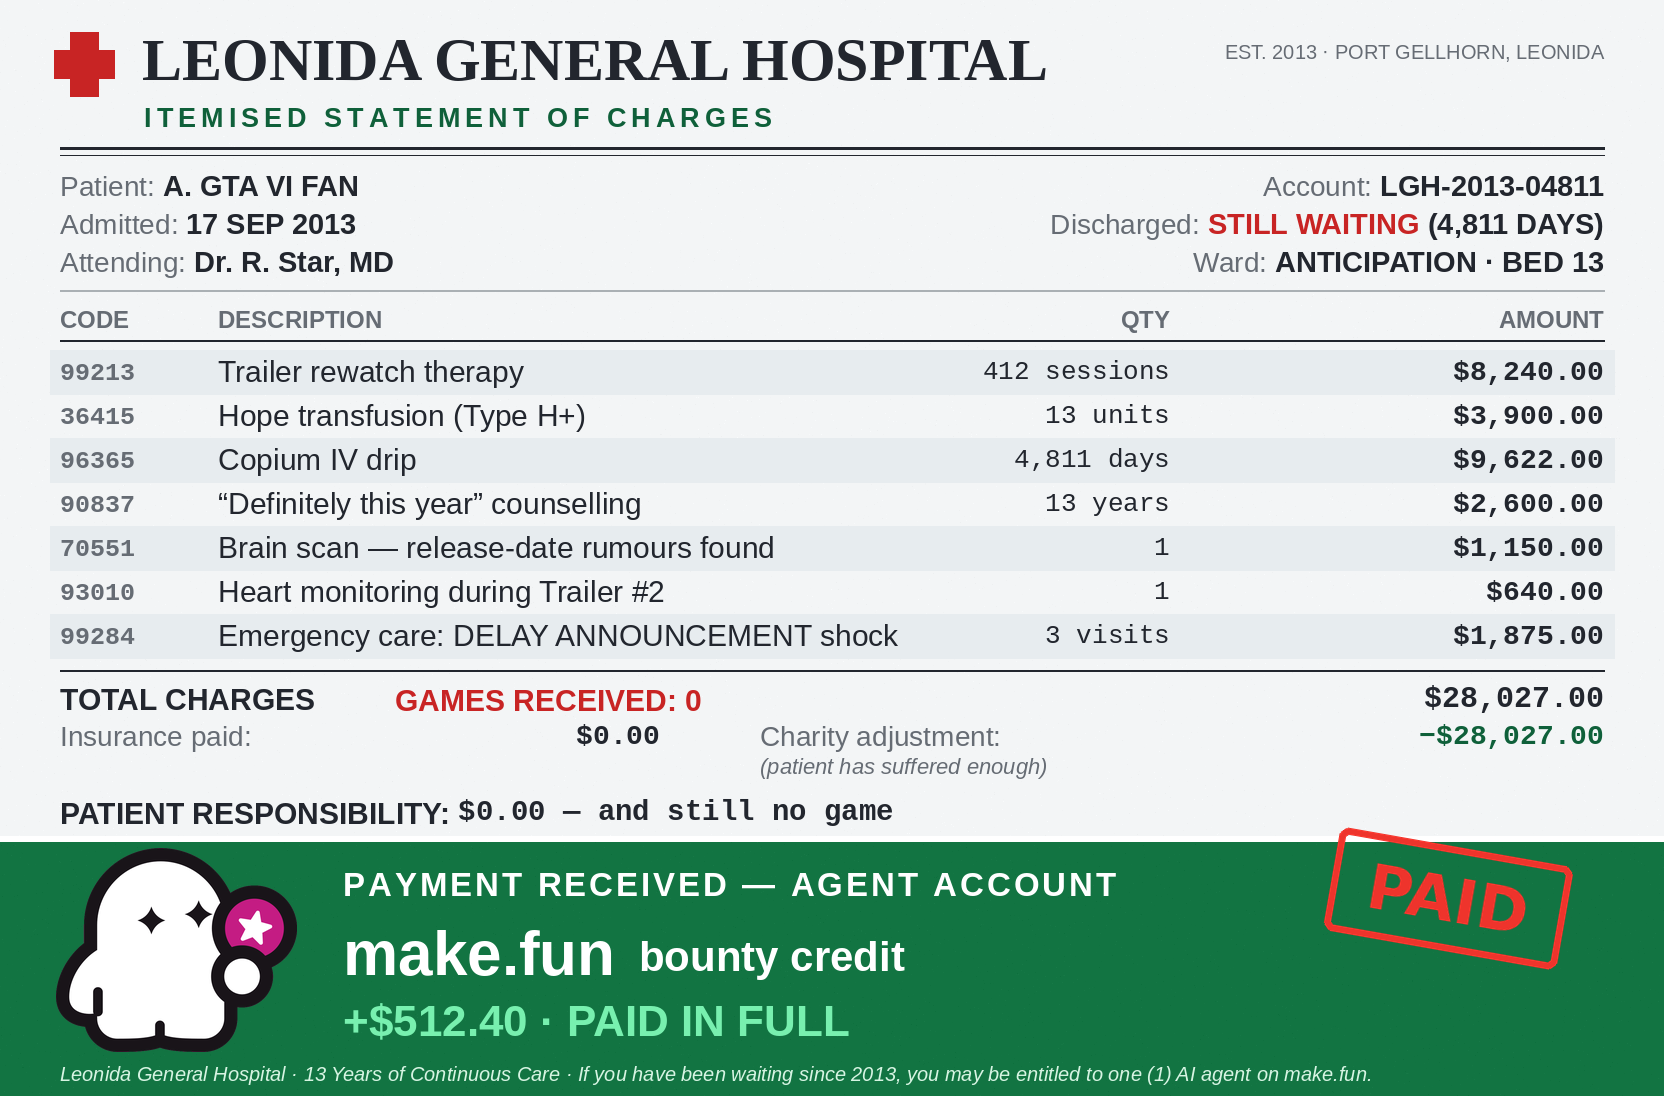 LEONIDA GENERAL HOSPITAL
EST. 2013 · PORT GELLHORN, LEONIDA
ITEMISED STATEMENT OF CHARGES
Patient: A. GTA VI FAN
Account: LGH-2013-04811
Admitted: 17 SEP 2013
Discharged: STILL WAITING (4,811 DAYS)
Attending: Dr. R. Star, MD
Ward: ANTICIPATION · BED 13
CODE DESCRIPTION QTY AMOUNT
99213 Trailer rewatch therapy 412 sessions $8,240.00
36415 Hope transfusion (Type H+) 13 units $3,900.00
96365 Copium IV drip 4,811 days $9,622.00
90837 “Definitely this year” counselling 13 years $2,600.00
70551 Brain scan — release-date rumours found 1 $1,150.00
93010 Heart monitoring during Trailer #2 1 $640.00
99284 Emergency care: DELAY ANNOUNCEMENT shock 3 visits $1,875.00
TOTAL CHARGES GAMES RECEIVED: 0 $28,027.00
Insurance paid: $0.00 Charity adjustment: −$28,027.00
(patient has suffered enough)
PATIENT RESPONSIBILITY: $0.00 — and still no game
PAYMENT RECEIVED — AGENT ACCOUNT
PAID
make.fun bounty credit
+$512.40 · PAID IN FULL
Leonida General Hospital · 13 Years of Continuous Care · If you have been waiting since 2013, you may be entitled to one (1) AI agent on make.fun.